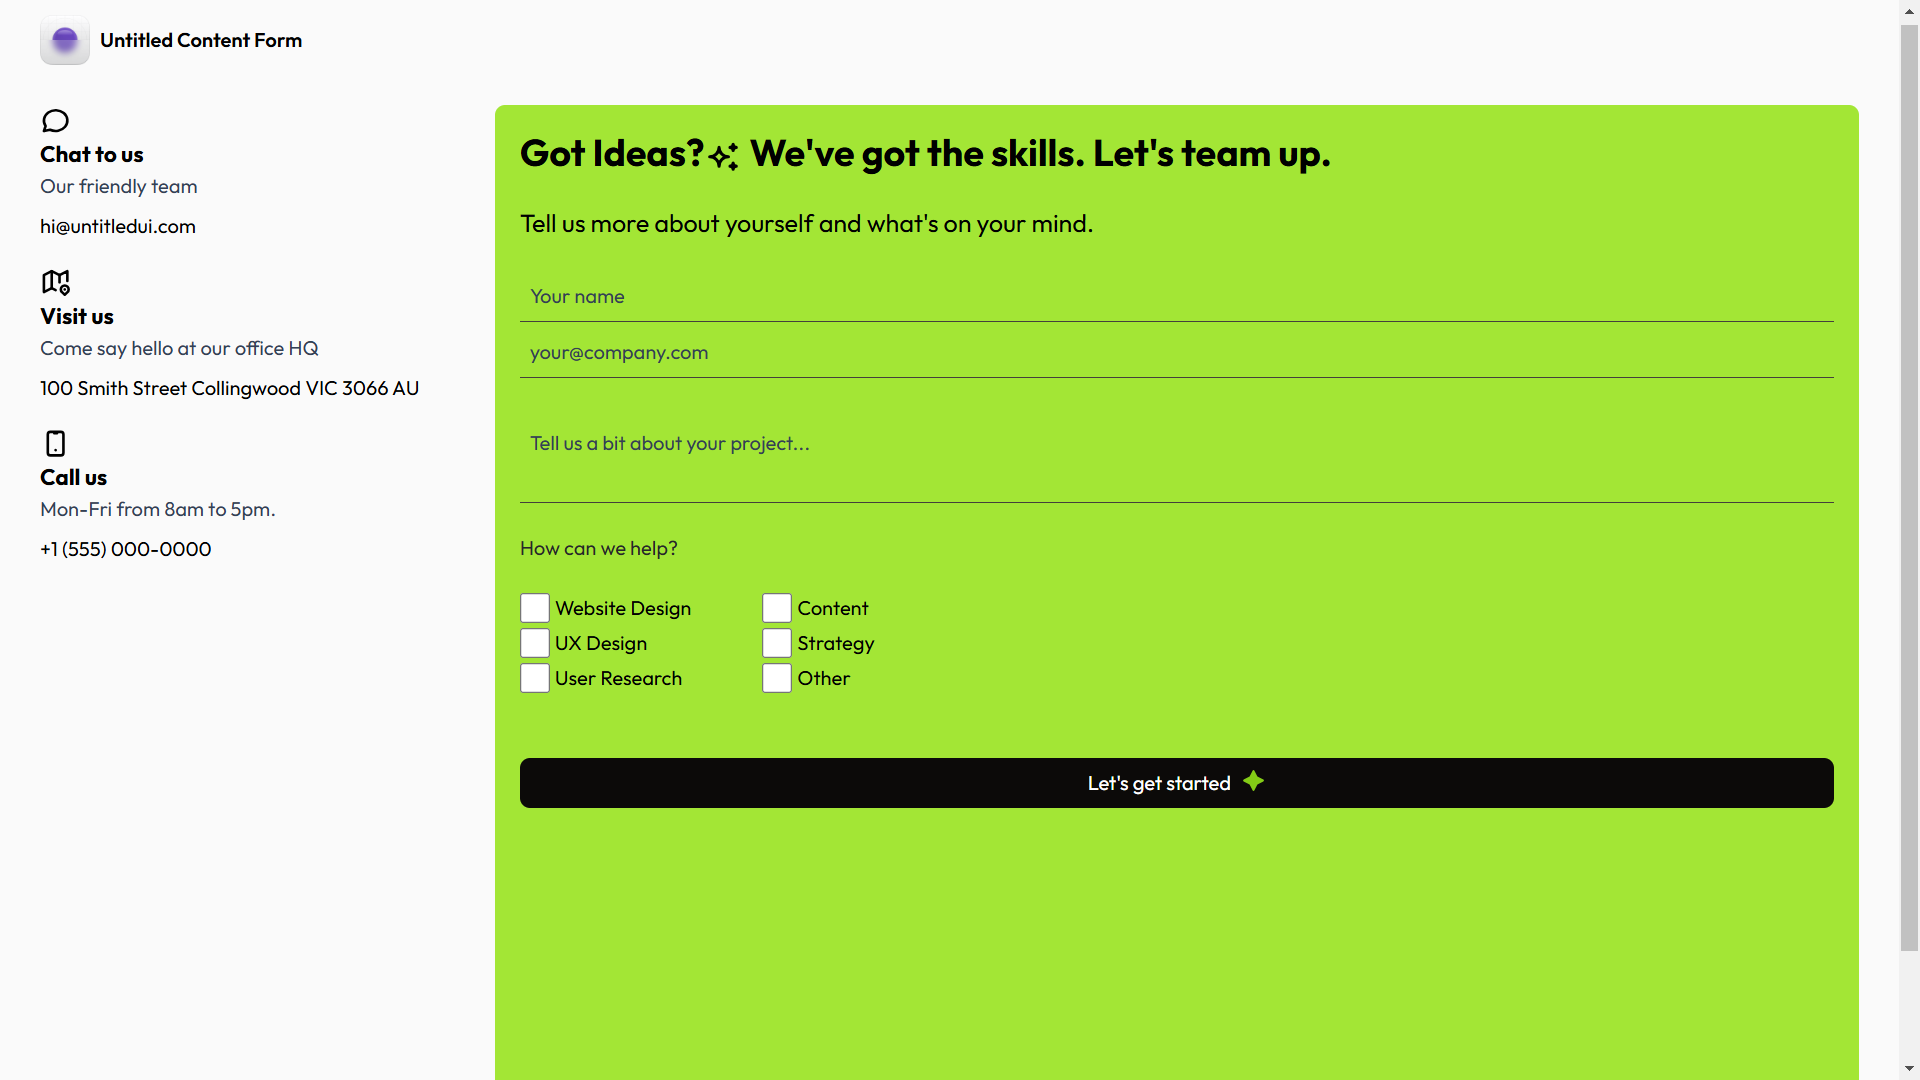 Untitled Content Form
Chat to us
Our friendly team
hi@untitledui.com
Visit us
Come say hello at our office HQ
100 Smith Street Collingwood VIC 3066 AU
Call us
Mon-Fri from 8am to 5pm.
+1 (555) 000-0000
Got Ideas? We've got the skills. Let's team up.
Tell us more about yourself and what's on your mind.
Your name
your@company.com
Tell us a bit about your project...
How can we help?
Website Design
UX Design
User Research
Content
Strategy
Other
Let's get started